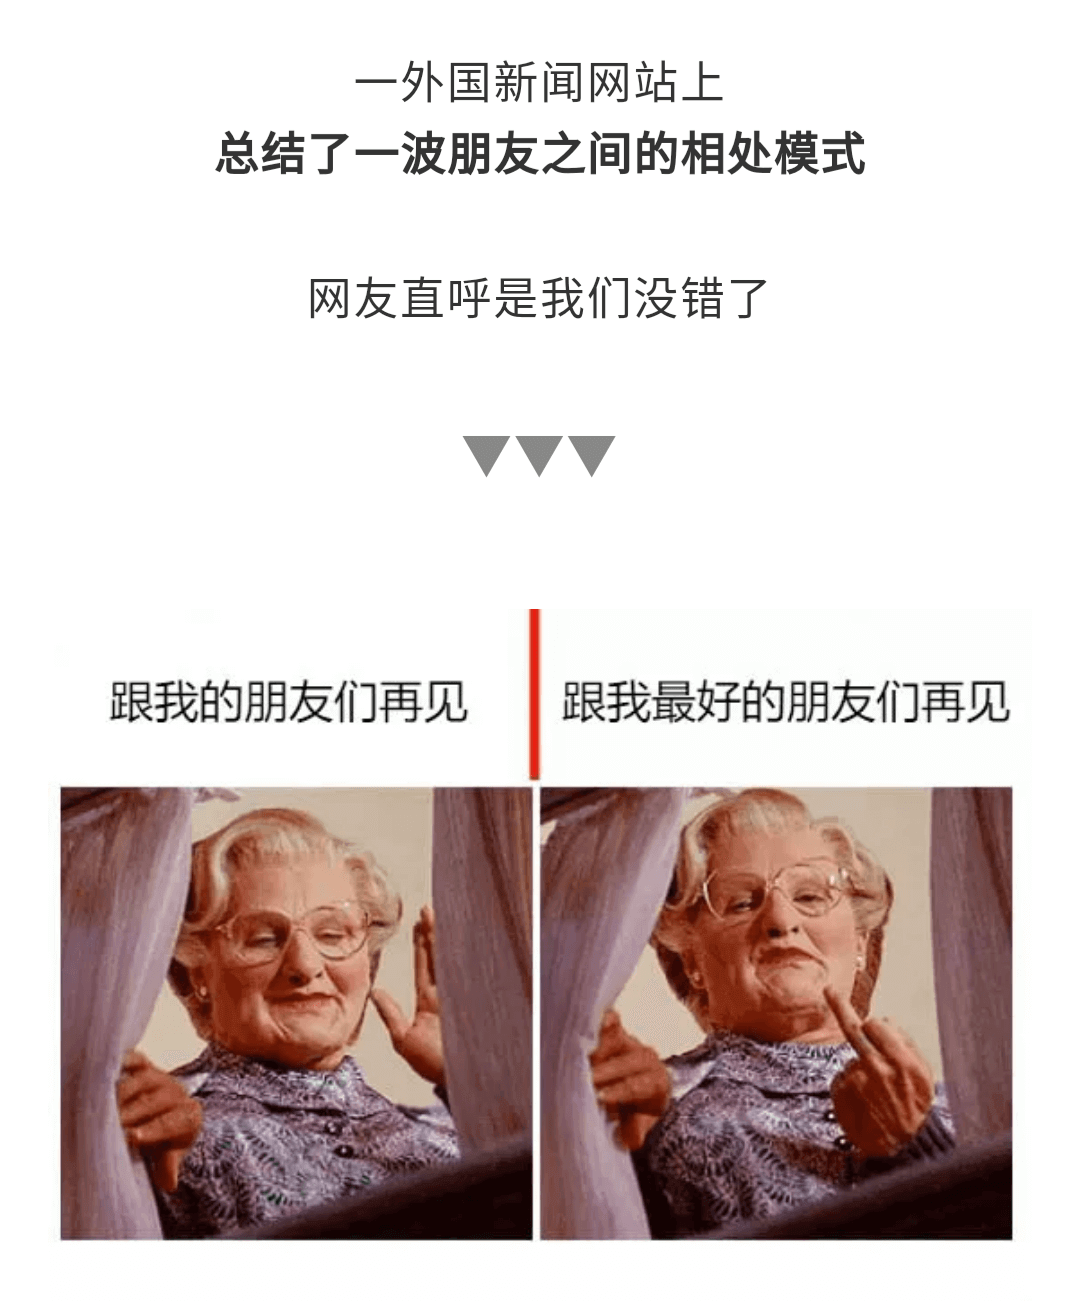 一外国新闻网站上
总结了一波朋友之间的相处模式
网友直呼是我们没错了
跟我的朋友们再见
跟我最好的朋友们再见